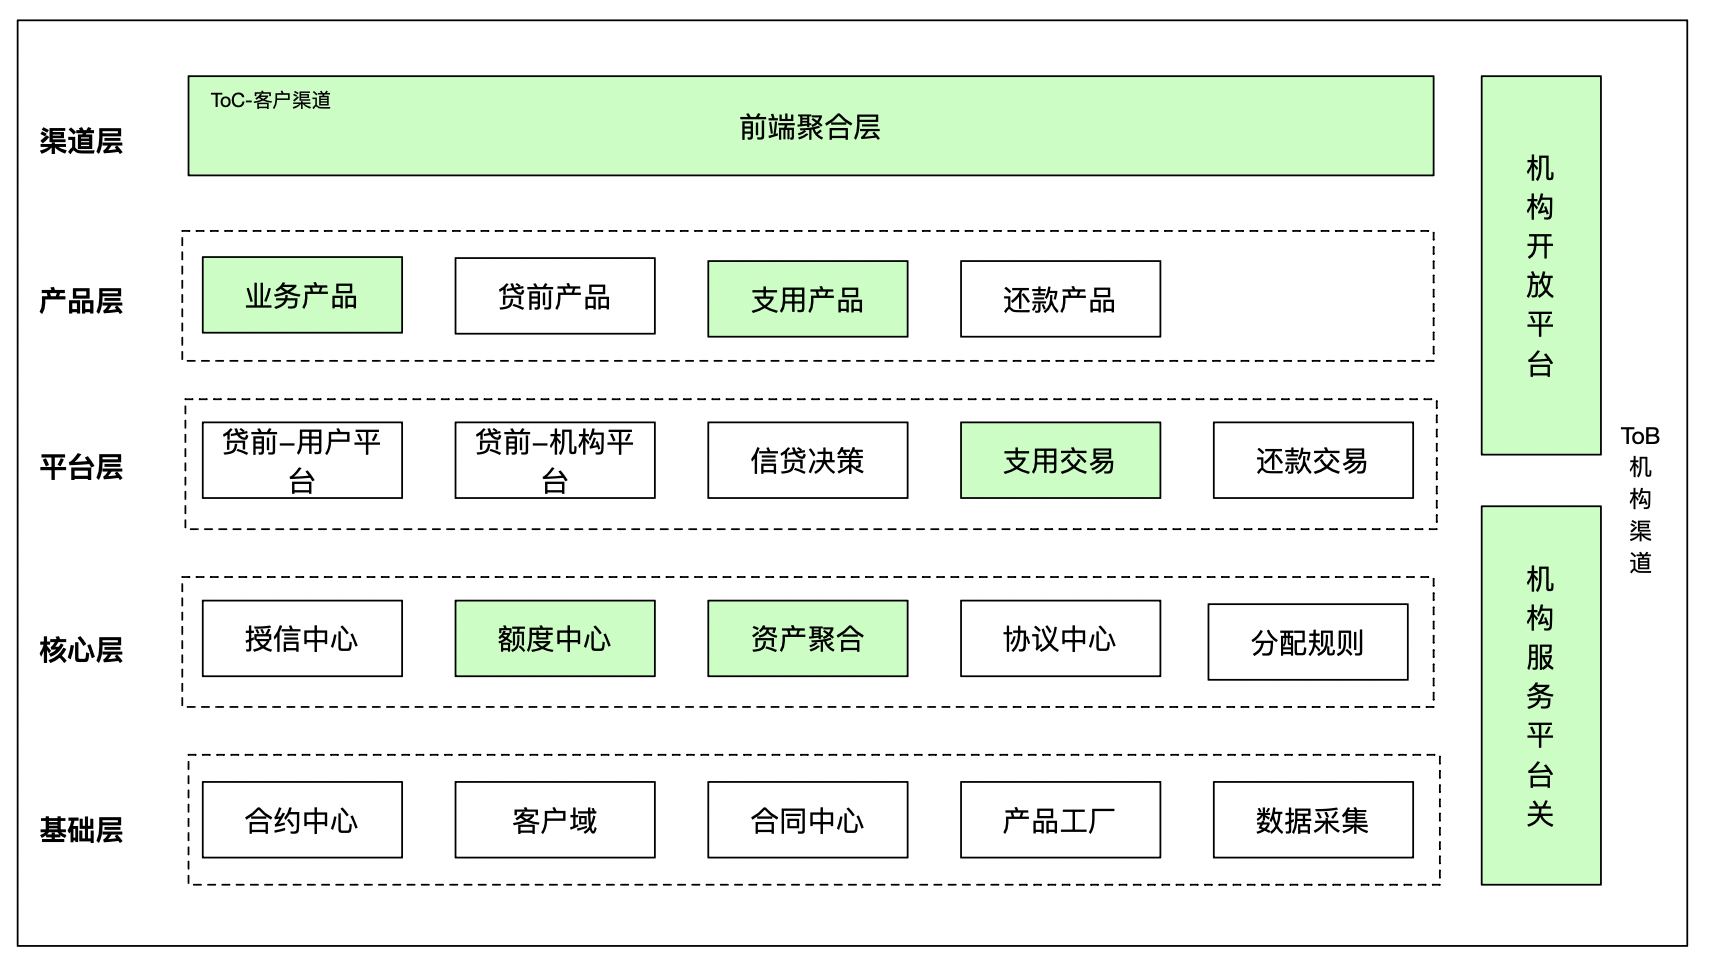 ToC-客户渠道
渠道层
前端聚合层
产品层
业务产品
贷前产品
支用产品
还款产品
平台层
贷前–用户平
台
贷前–机构平
台
信贷决策
支用交易
还款交易
核心层
授信中心
额度中心
资产聚合
协议中心
分配规则
基础层
合约中心
客户域
合同中心
产品工厂
数据采集
机
构
开
放
平
台
机
构
服
务
平
台
关
ToB
机
构
渠
道